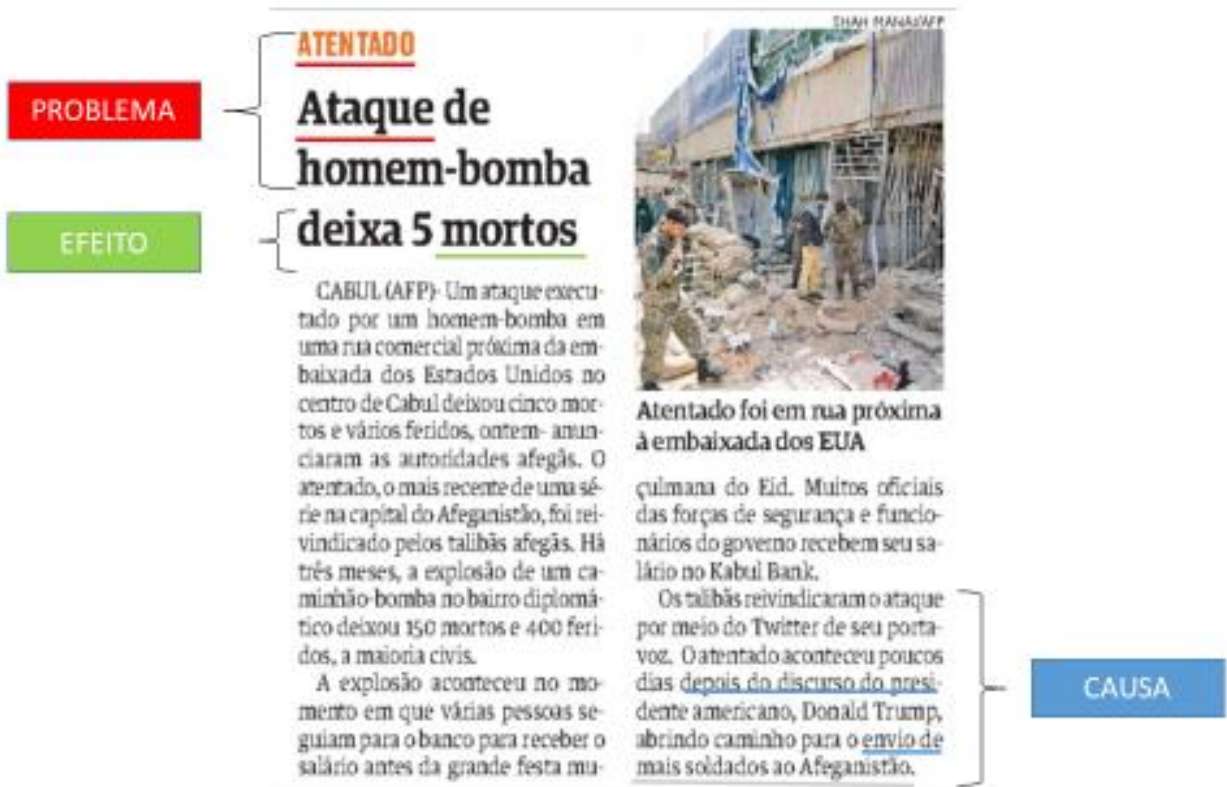 SHAH MARAI/AFP
ATENTADO
PROBLEMA
Ataque de
homem-bomba
EFEITO
deixa 5 mortos
CABUL (AFP)- Um ataque execu-
tado por um homem-bomba em
uma rua comercial próxima da em-
baixada dos Estados Unidos no
centro de Cabul deixou cinco mor-
tos e vários feridos, ontem- anun-
ciaram as autoridades afegãs. O
atentado, o mais recente de uma sé-
rie na capital do Afeganistão, foi rei-
vindicado pelos talibãs afegãs. Há
três meses, a explosão de um ca-
minhão-bomba no bairro diplomá-
tico deixou 150 mortos e 400 feri-
dos, a maioria civis.
A explosão aconteceu no mo-
mento em que várias pessoas se-
guiam para o banco para receber o
salário antes da grande festa mu-
Atentado foi em rua próxima
à embaixada dos EUA
çulmana do Eid. Muitos oficiais
das forças de segurança e funcio-
nários do governo recebem seu sa-
lário no Kabul Bank.
Os talibãs reivindicaram o ataque
por meio do Twitter de seu porta-
voz. O atentado aconteceu poucos
dias depois do discurso do presi-
dente americano, Donald Trump,
abrindo caminho para o envio de
mais soldados ao Afeganistão.
CAUSA